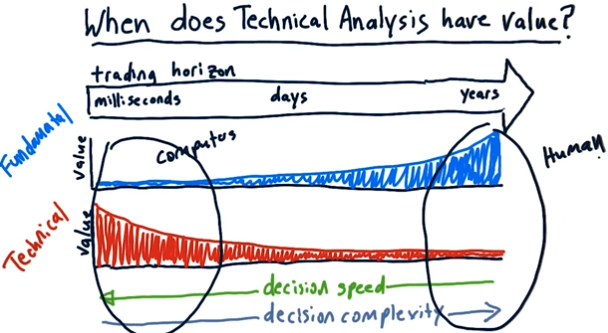 When does Technical Analysis have value?
trading horizon
milliseconds days years
Fundamental
value
computers
Human
Technical
value
decision speed
decision complexity